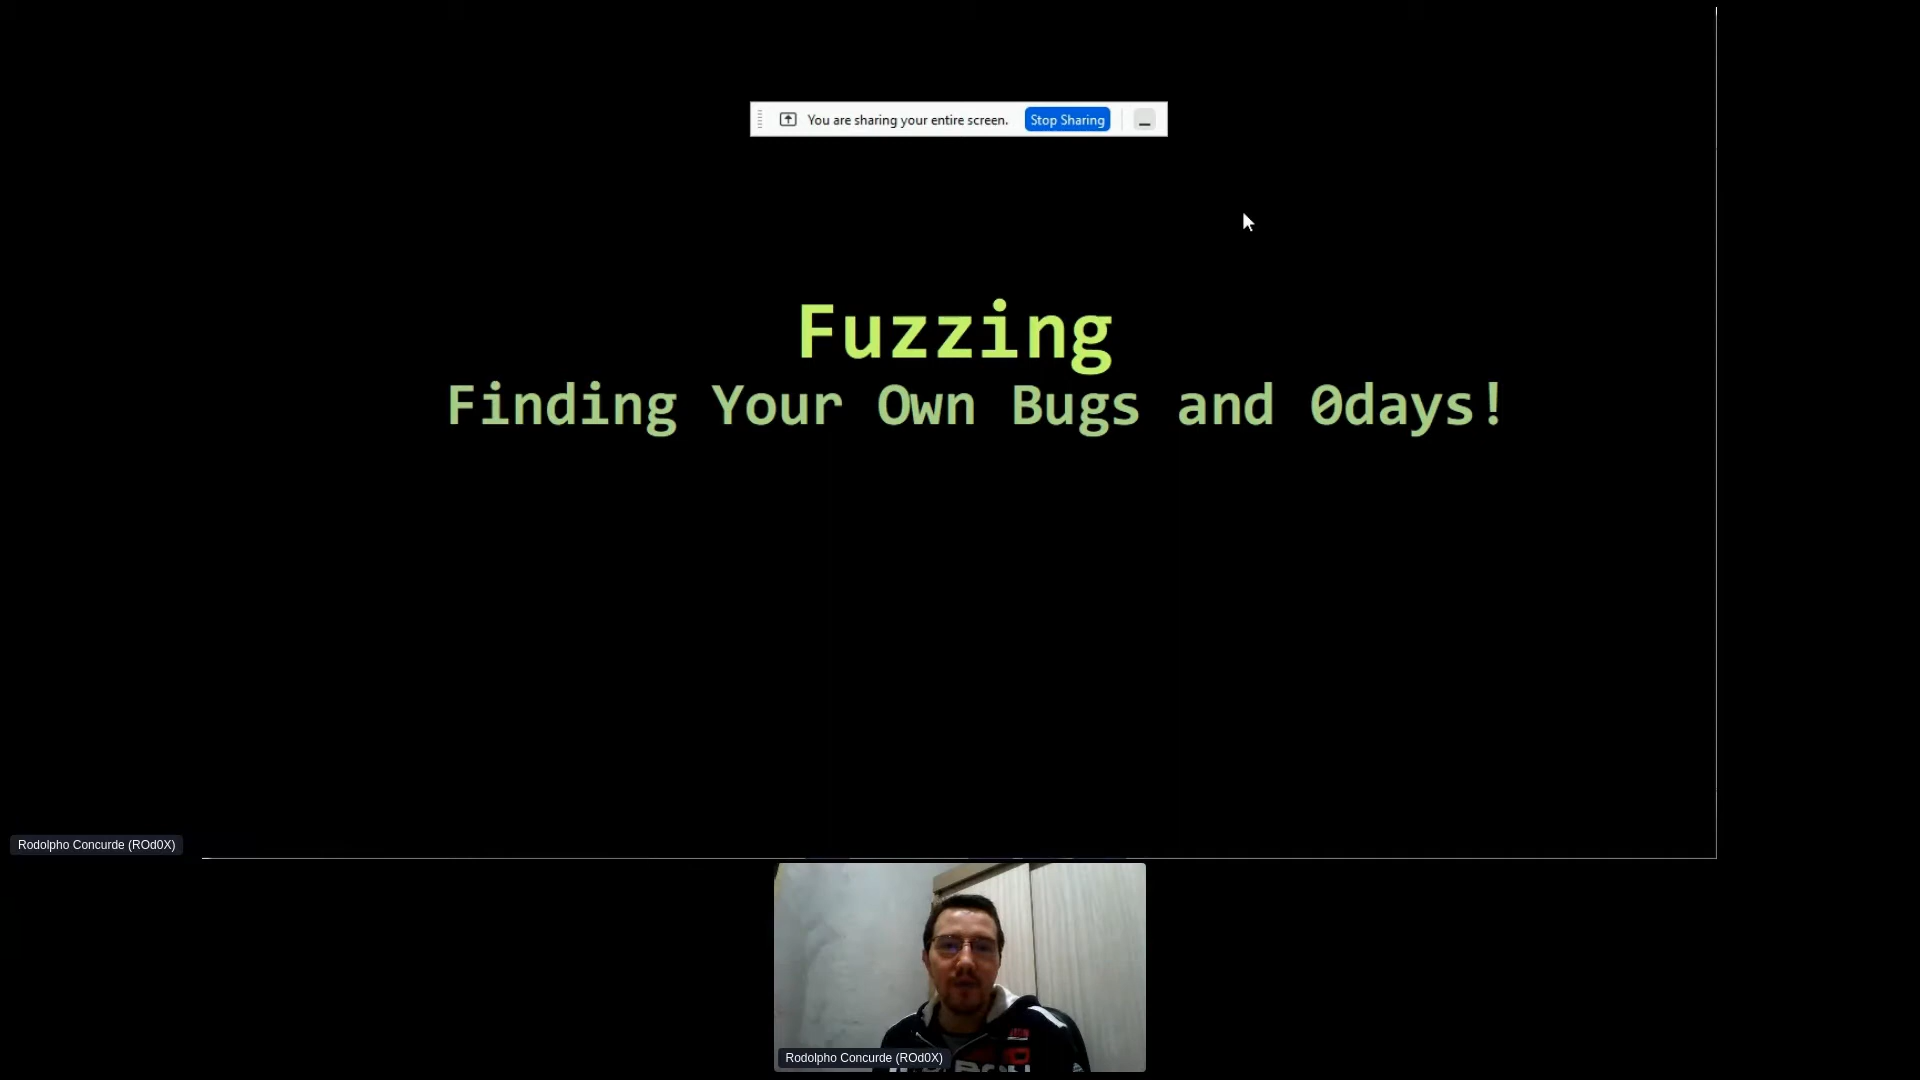 You are sharing your entire screen. Stop Sharing
Fuzzing
Finding Your Own Bugs and 0days!
Rodolpho Concurde (ROd0X)
Rodolpho Concurde (ROd0X)